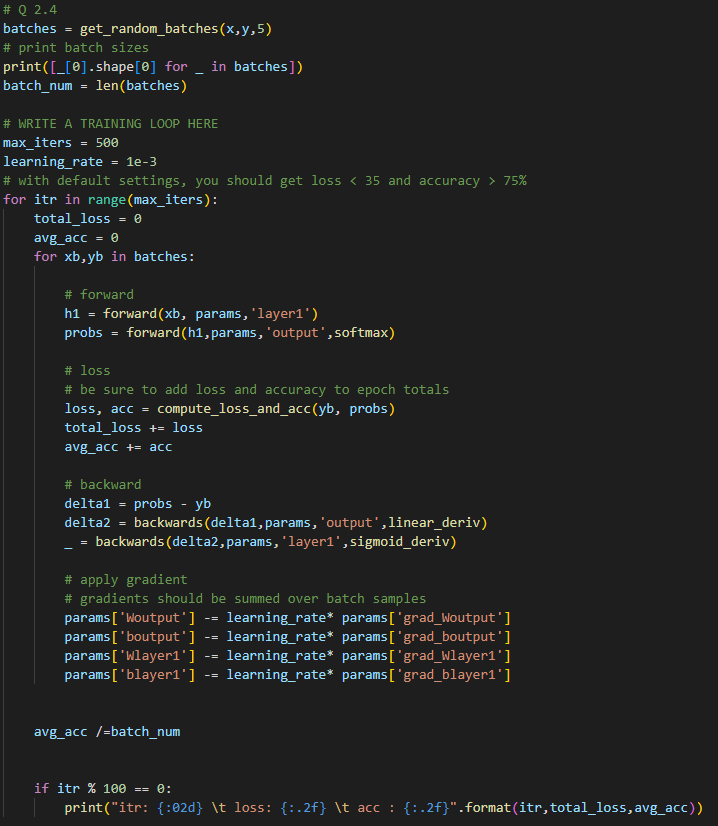 # Q 2.4
batches = get_random_batches(x,y,5)
# print batch sizes
print([_[0].shape[0] for _ in batches])
batch_num = len(batches)
# WRITE A TRAINING LOOP HERE
max_iters = 500
learning_rate = 1e-3
# with default settings, you should get loss < 35 and accuracy > 75%
for itr in range(max_iters):
    total_loss = 0
    avg_acc = 0
    for xb,yb in batches:
        # forward
        h1 = forward(xb, params,'layer1')
        probs = forward(h1,params,'output',softmax)
        # loss
        # be sure to add loss and accuracy to epoch totals
        loss, acc = compute_loss_and_acc(yb, probs)
        total_loss += loss
        avg_acc += acc
        # backward
        delta1 = probs - yb
        delta2 = backwards(delta1,params,'output',linear_deriv)
        _ = backwards(delta2,params,'layer1',sigmoid_deriv)
        # apply gradient
        # gradients should be summed over batch samples
        params['Woutput'] -= learning_rate* params['grad_Woutput']
        params['boutput'] -= learning_rate* params['grad_boutput']
        params['Wlayer1'] -= learning_rate* params['grad_Wlayer1']
        params['blayer1'] -= learning_rate* params['grad_blayer1']
    avg_acc /=batch_num
    if itr % 100 == 0:
        print("itr: {:02d} \t loss: {:.2f} \t acc : {:.2f}".format(itr,total_loss,avg_acc))